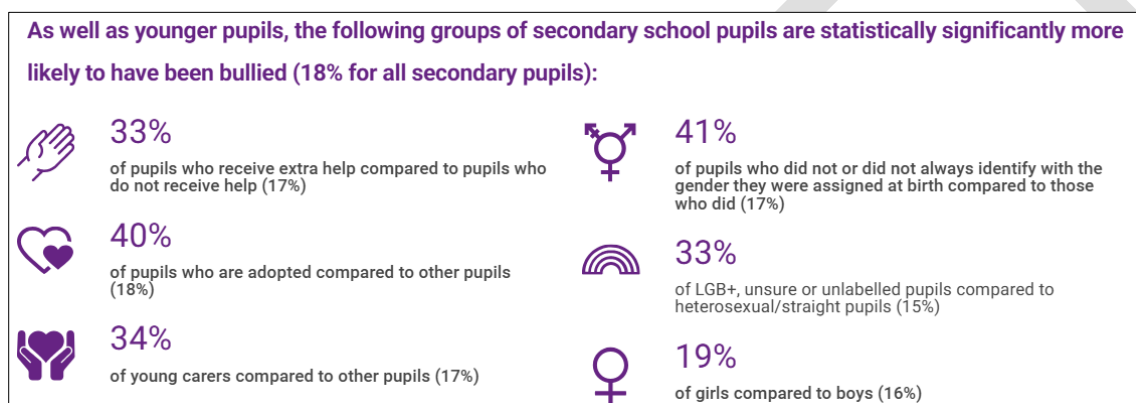 As well as younger pupils, the following groups of secondary school pupils are statistically significantly more
likely to have been bullied (18% for all secondary pupils):
33%
of pupils who receive extra help compared to pupils who
do not receive help (17%)
40%
of pupils who are adopted compared to other pupils
(18%)
34%
of young carers compared to other pupils (17%)
41%
of pupils who did not or did not always identify with the
gender they were assigned at birth compared to those
who did (17%)
33%
of LGB+, unsure or unlabelled pupils compared to
heterosexual/straight pupils (15%)
19%
of girls compared to boys (16%)